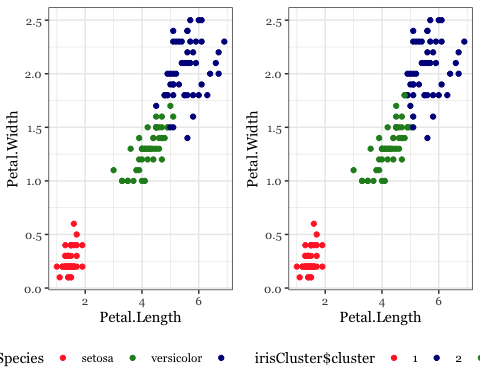 2.5
2.0
1.5
1.0
0.5
0.0
Petal.Width
2 4 6
Petal.Length
2.5
2.0
1.5
1.0
0.5
0.0
Petal.Width
2 4 6
Petal.Length
Species setosa versicolor
irisCluster$cluster 1 2